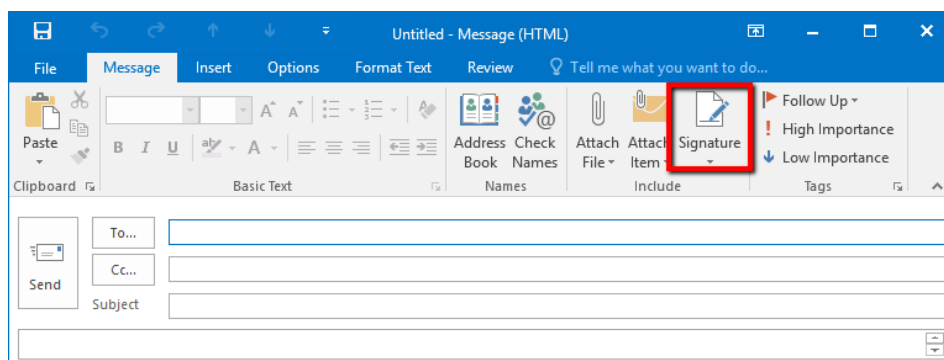 Untitled - Message (HTML)
File Message Insert Options Format Text Review Tell me what you want to do...
Paste
B I U ab A
A A
Address Book
Check Names
Attach File
Attach Item
Signature
Follow Up
High Importance
Low Importance
Clipboard Basic Text Names Include Tags
To...
Cc...
Send
Subject